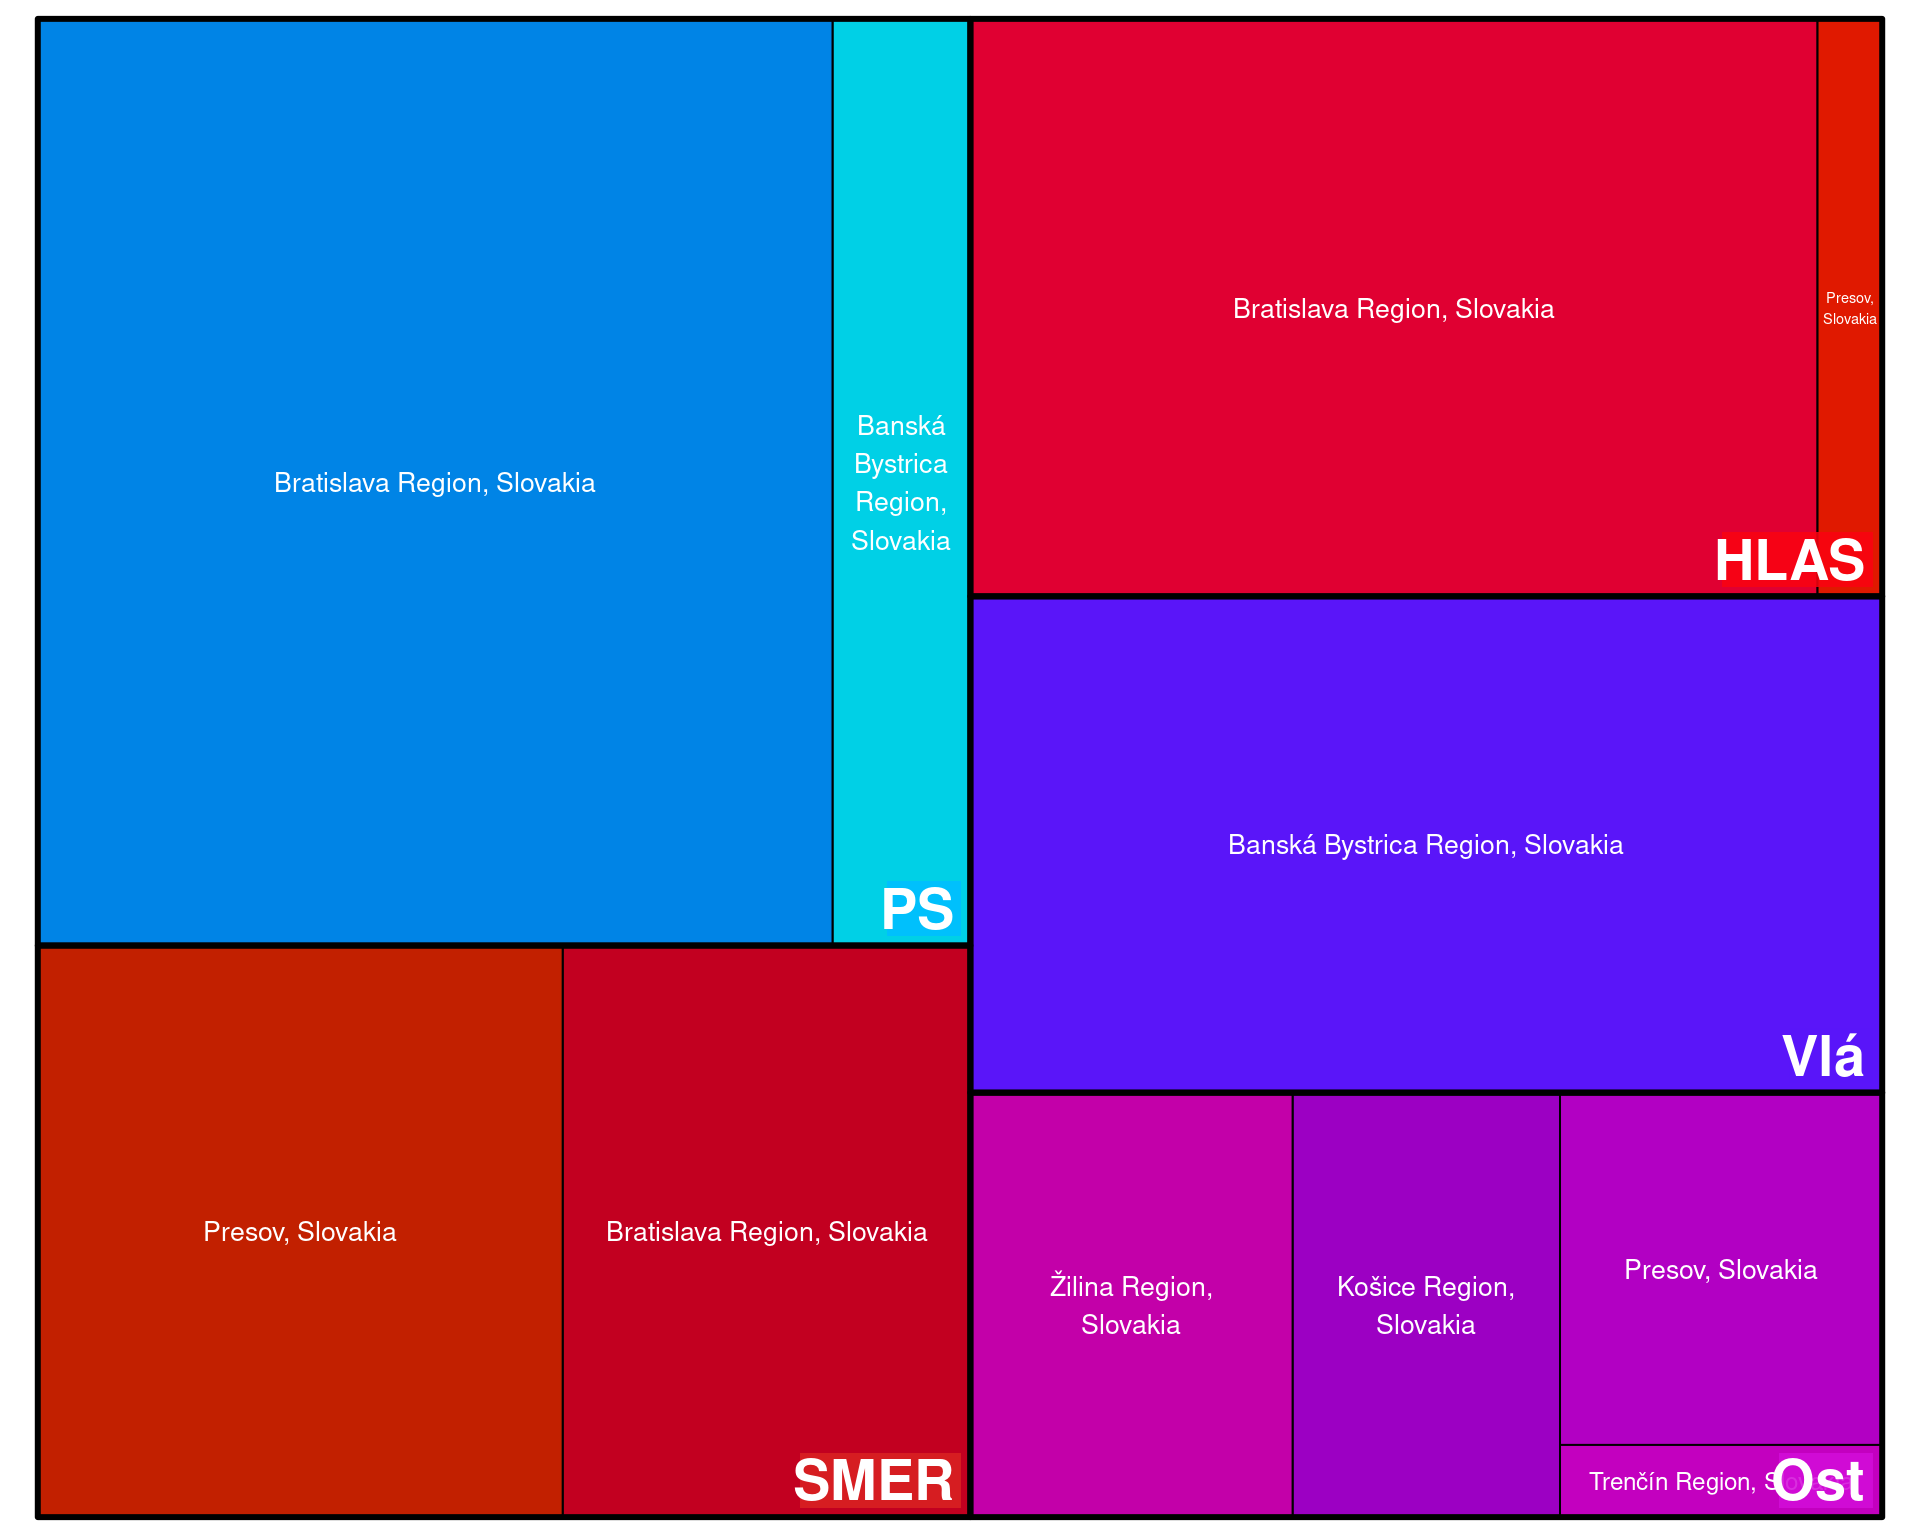 Bratislava Region, Slovakia
Banská
Bystrica
Region,
Slovakia
PS
Bratislava Region, Slovakia
Presov,
Slovakia
HLAS
Banská Bystrica Region, Slovakia
Vlá
Presov, Slovakia
Bratislava Region, Slovakia
SMER
Žilina Region,
Slovakia
Košice Region,
Slovakia
Presov, Slovakia
Trenčín Region,
Ost